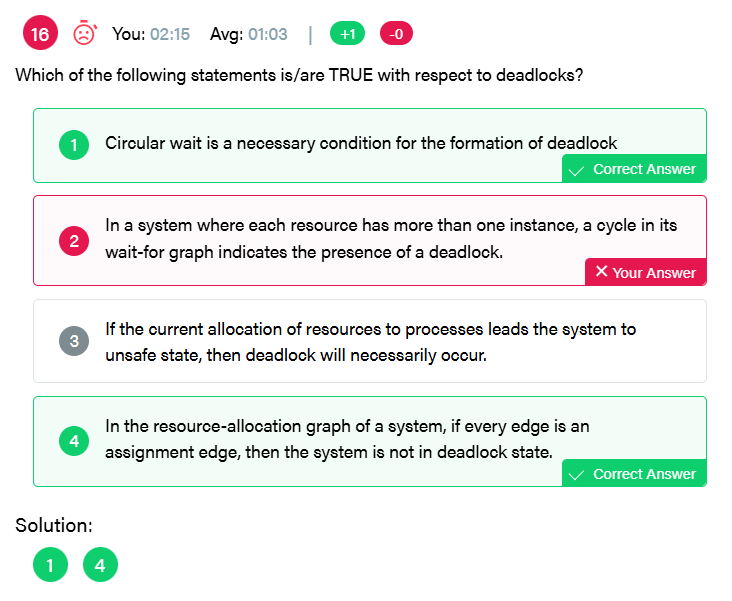 16 You: 02:15 Avg: 01:03 | +1 -0
Which of the following statements is/are TRUE with respect to deadlocks?
1 Circular wait is a necessary condition for the formation of deadlock
Correct Answer
In a system where each resource has more than one instance, a cycle in its
2 wait-for graph indicates the presence of a deadlock.
Your Answer
If the current allocation of resources to processes leads the system to
3 unsafe state, then deadlock will necessarily occur.
In the resource-allocation graph of a system, if every edge is an
4 assignment edge, then the system is not in deadlock state.
Correct Answer
Solution:
1 4